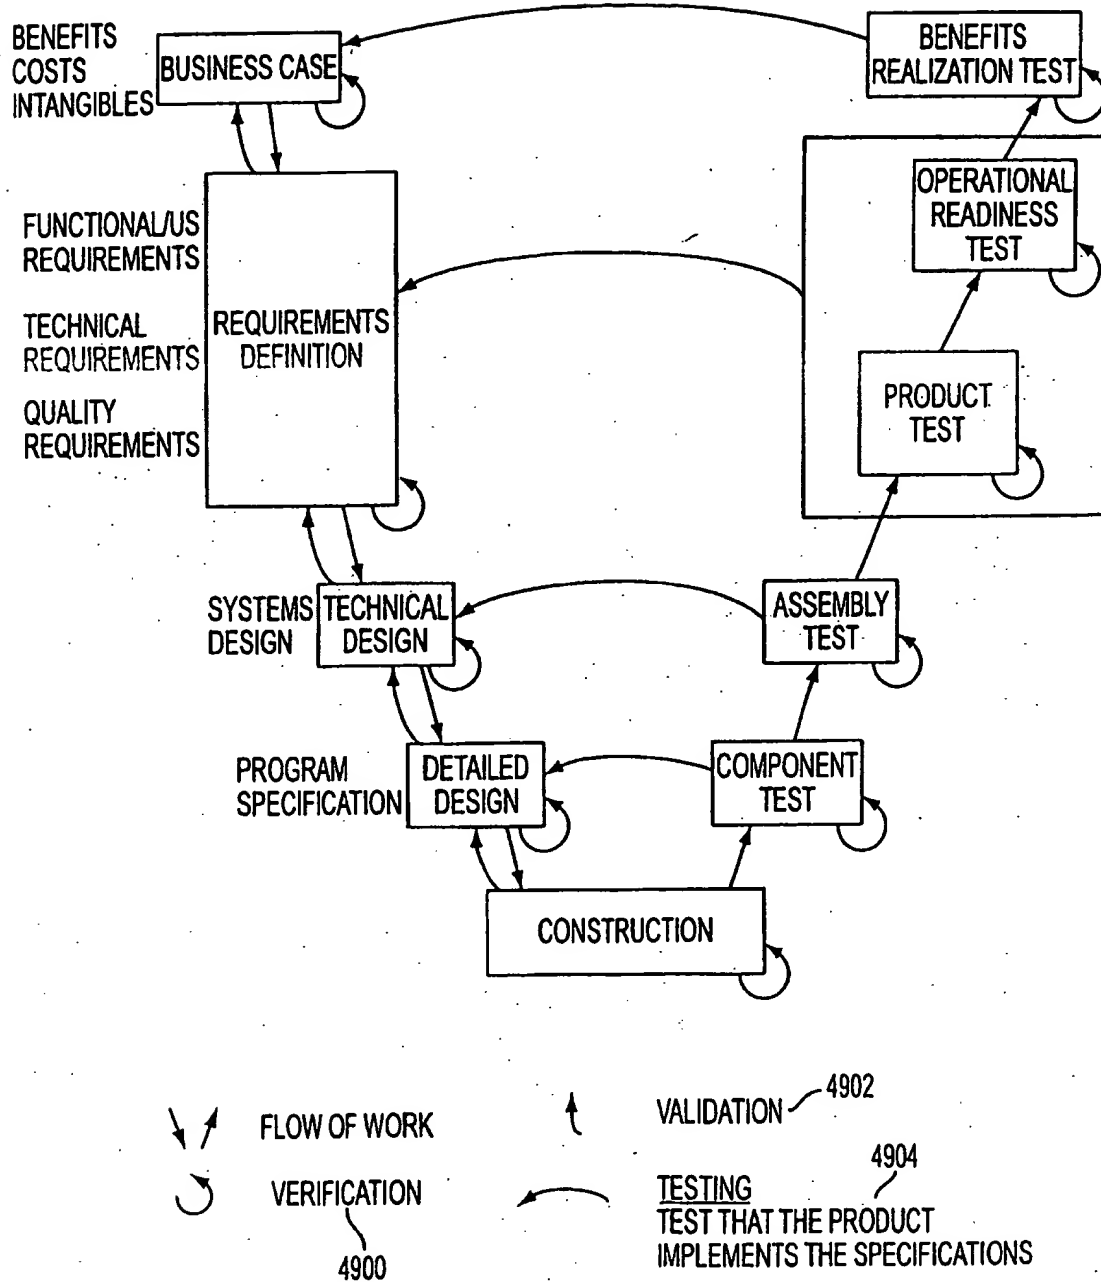 BENEFITS
COSTS
INTANGIBLES
BUSINESS CASE
BENEFITS
REALIZATION TEST
OPERATIONAL
READINESS
TEST
FUNCTIONAL/US
REQUIREMENTS
TECHNICAL
REQUIREMENTS
QUALITY
REQUIREMENTS
REQUIREMENTS
DEFINITION
PRODUCT
TEST
SYSTEMS
DESIGN
TECHNICAL
DESIGN
ASSEMBLY
TEST
PROGRAM
SPECIFICATION
DETAILED
DESIGN
COMPONENT
TEST
CONSTRUCTION
FLOW OF WORK
VALIDATION
4902
VERIFICATION
4900
4904
TESTING
TEST THAT THE PRODUCT
IMPLEMENTS THE SPECIFICATIONS